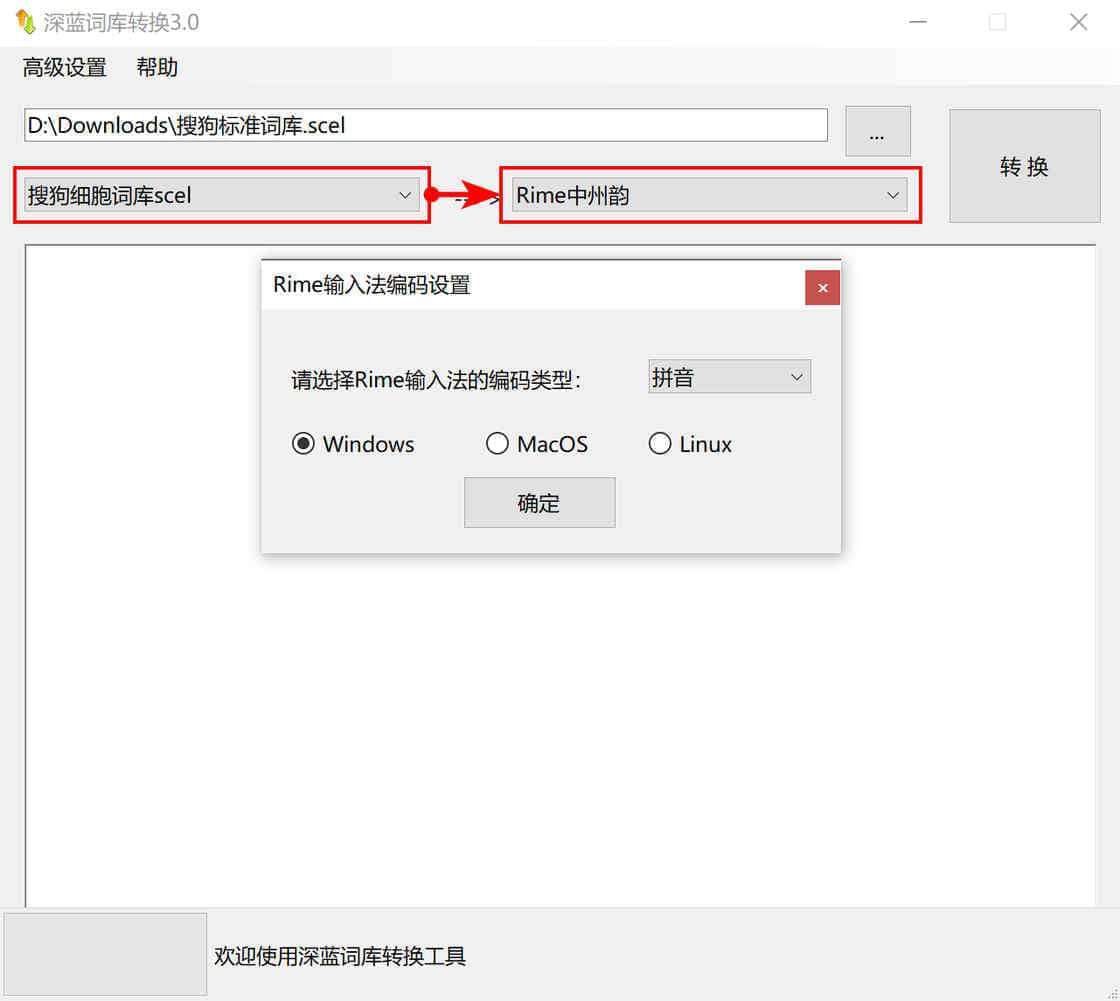 深蓝词库转换3.0
高级设置 帮助
D:\Downloads\搜狗标准词库.scel ... 转 换
搜狗细胞词库scel --> Rime中州韵
Rime输入法编码设置
请选择Rime输入法的编码类型： 拼音
Windows MacOS Linux
确定
欢迎使用深蓝词库转换工具